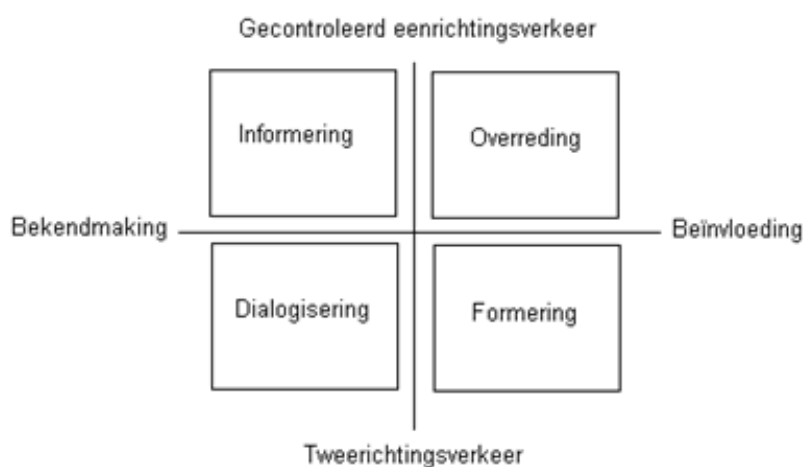 Gecontroleerd eenrichtingsverkeer
Informering
Overreding
Bekendmaking
Beïnvloeding
Dialogisering
Formering
Tweerichtingsverkeer